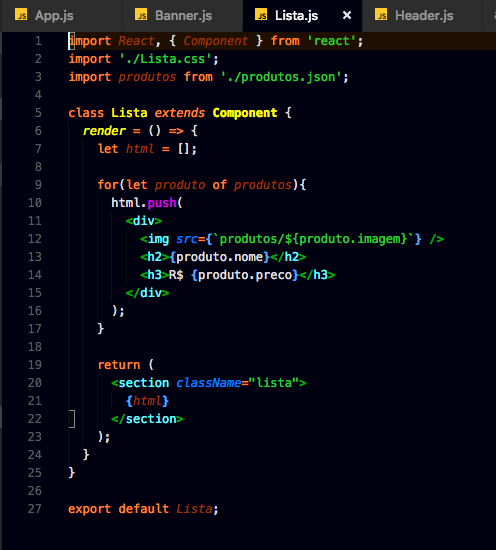 App.js Banner.js Lista.js × Header.js
1 import React, { Component } from 'react';
2 import './Lista.css';
3 import produtos from './produtos.json';
4
5 class Lista extends Component {
6   render = () => {
7     let html = [];
8
9     for(let produto of produtos){
10       html.push(
11         <div>
12           <img src={`produtos/${produto.imagem}`} />
13           <h2>{produto.nome}</h2>
14           <h3>R$ {produto.preco}</h3>
15         </div>
16       );
17     }
18
19     return (
20       <section className="lista">
21         {html}
22       </section>
23     );
24   }
25 }
26
27 export default Lista;